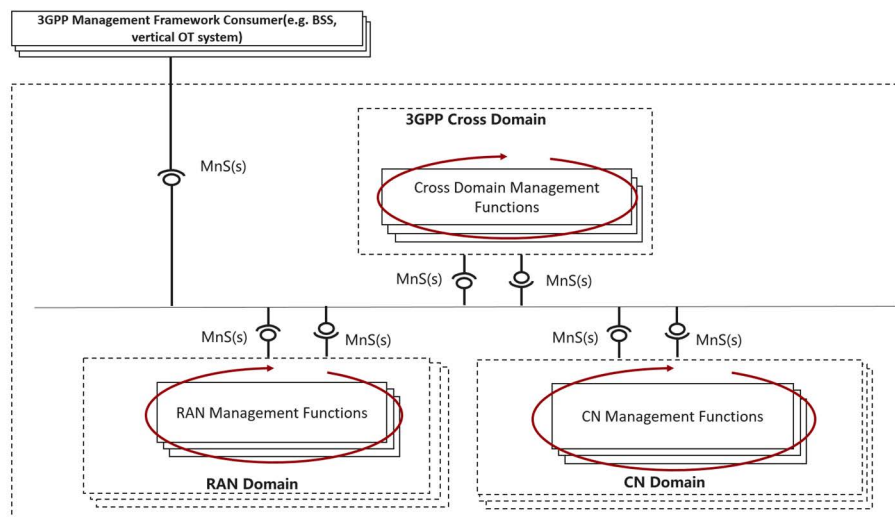 3GPP Management Framework Consumer(e.g. BSS,
vertical OT system)
MnS(s)
3GPP Cross Domain
Cross Domain Management
Functions
MnS(s)
MnS(s)
MnS(s)
MnS(s)
MnS(s)
MnS(s)
RAN Management Functions
RAN Domain
CN Management Functions
CN Domain